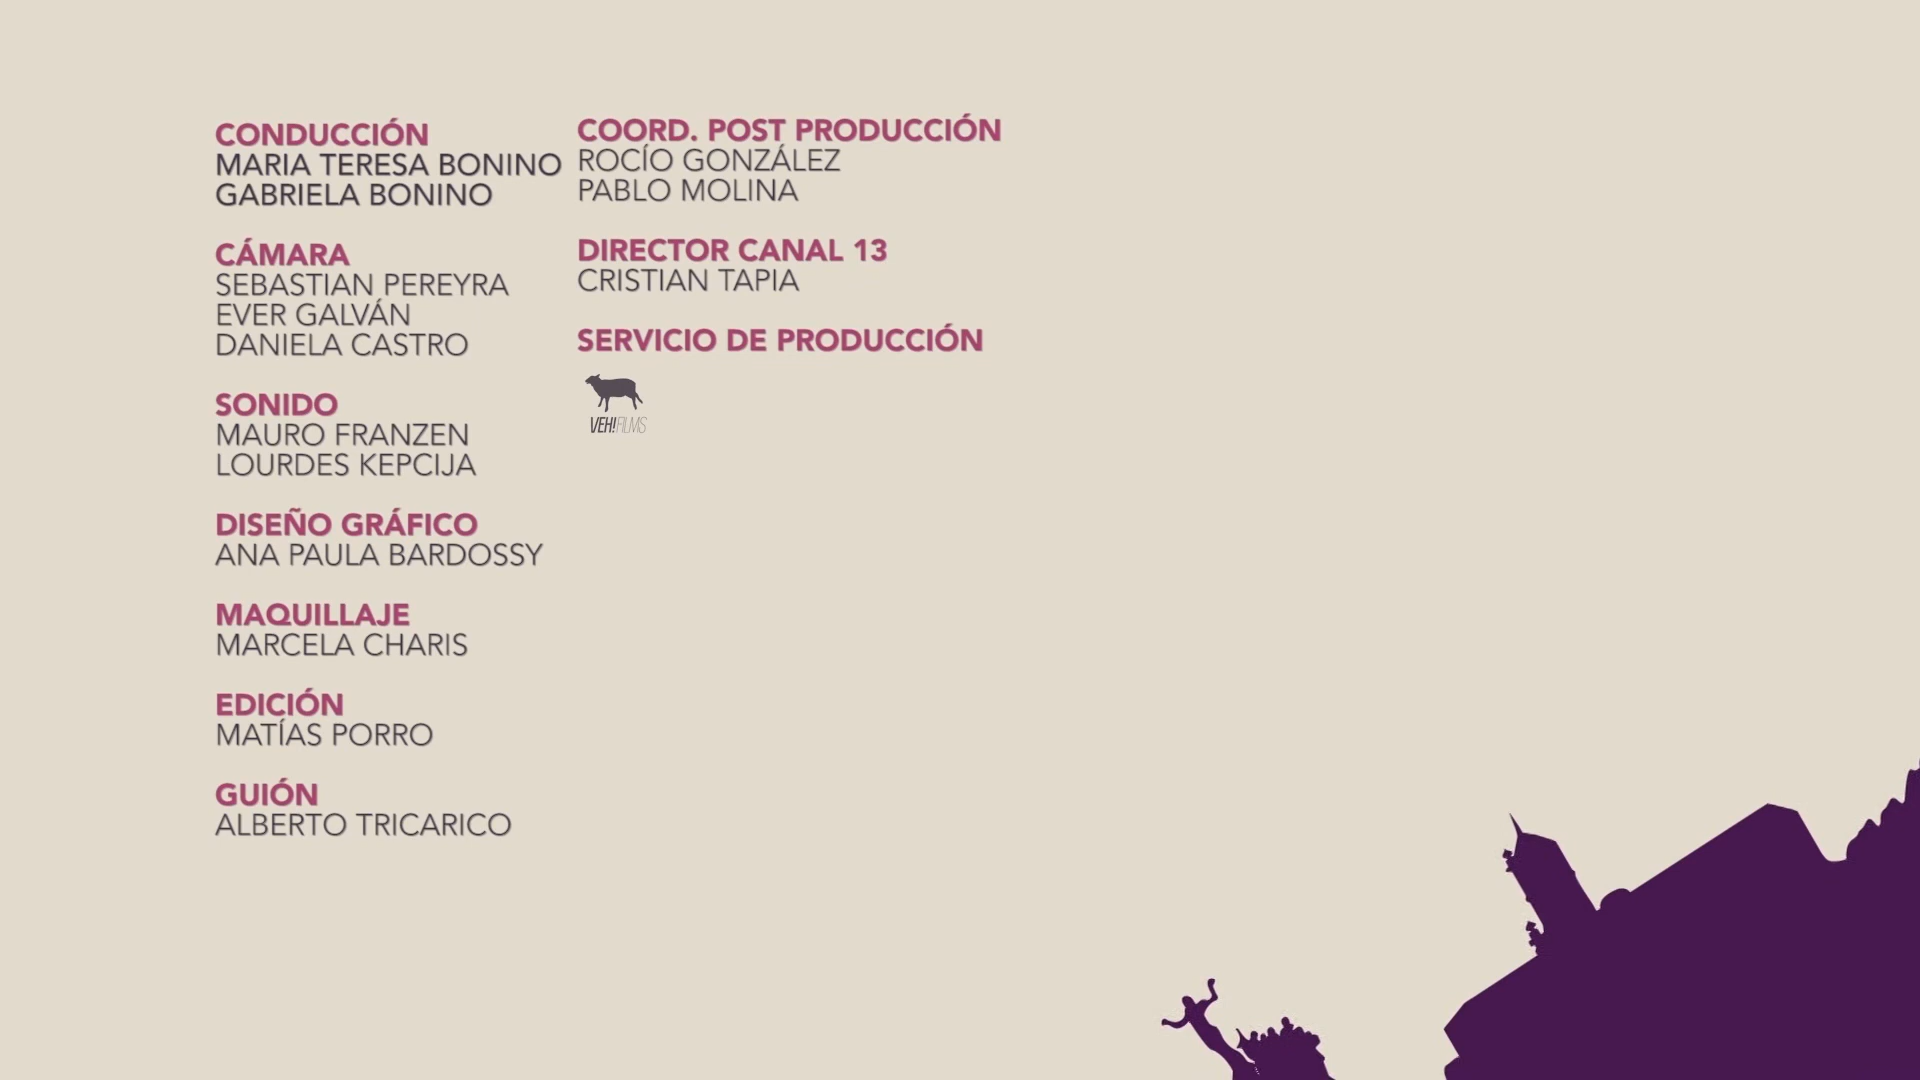 CONDUCCIÓN
MARIA TERESA BONINO
GABRIELA BONINO
CÁMARA
SEBASTIAN PEREYRA
EVER GALVÁN
DANIELA CASTRO
SONIDO
MAURO FRANZEN
LOURDES KEPCIJA
DISEÑO GRÁFICO
ANA PAULA BARDOSSY
MAQUILLAJE
MARCELA CHARIS
EDICIÓN
MATÍAS PORRO
GUIÓN
ALBERTO TRICARICO
COORD. POST PRODUCCIÓN
ROCÍO GONZÁLEZ
PABLO MOLINA
DIRECTOR CANAL 13
CRISTIAN TAPIA
SERVICIO DE PRODUCCIÓN
VEH!FILMS